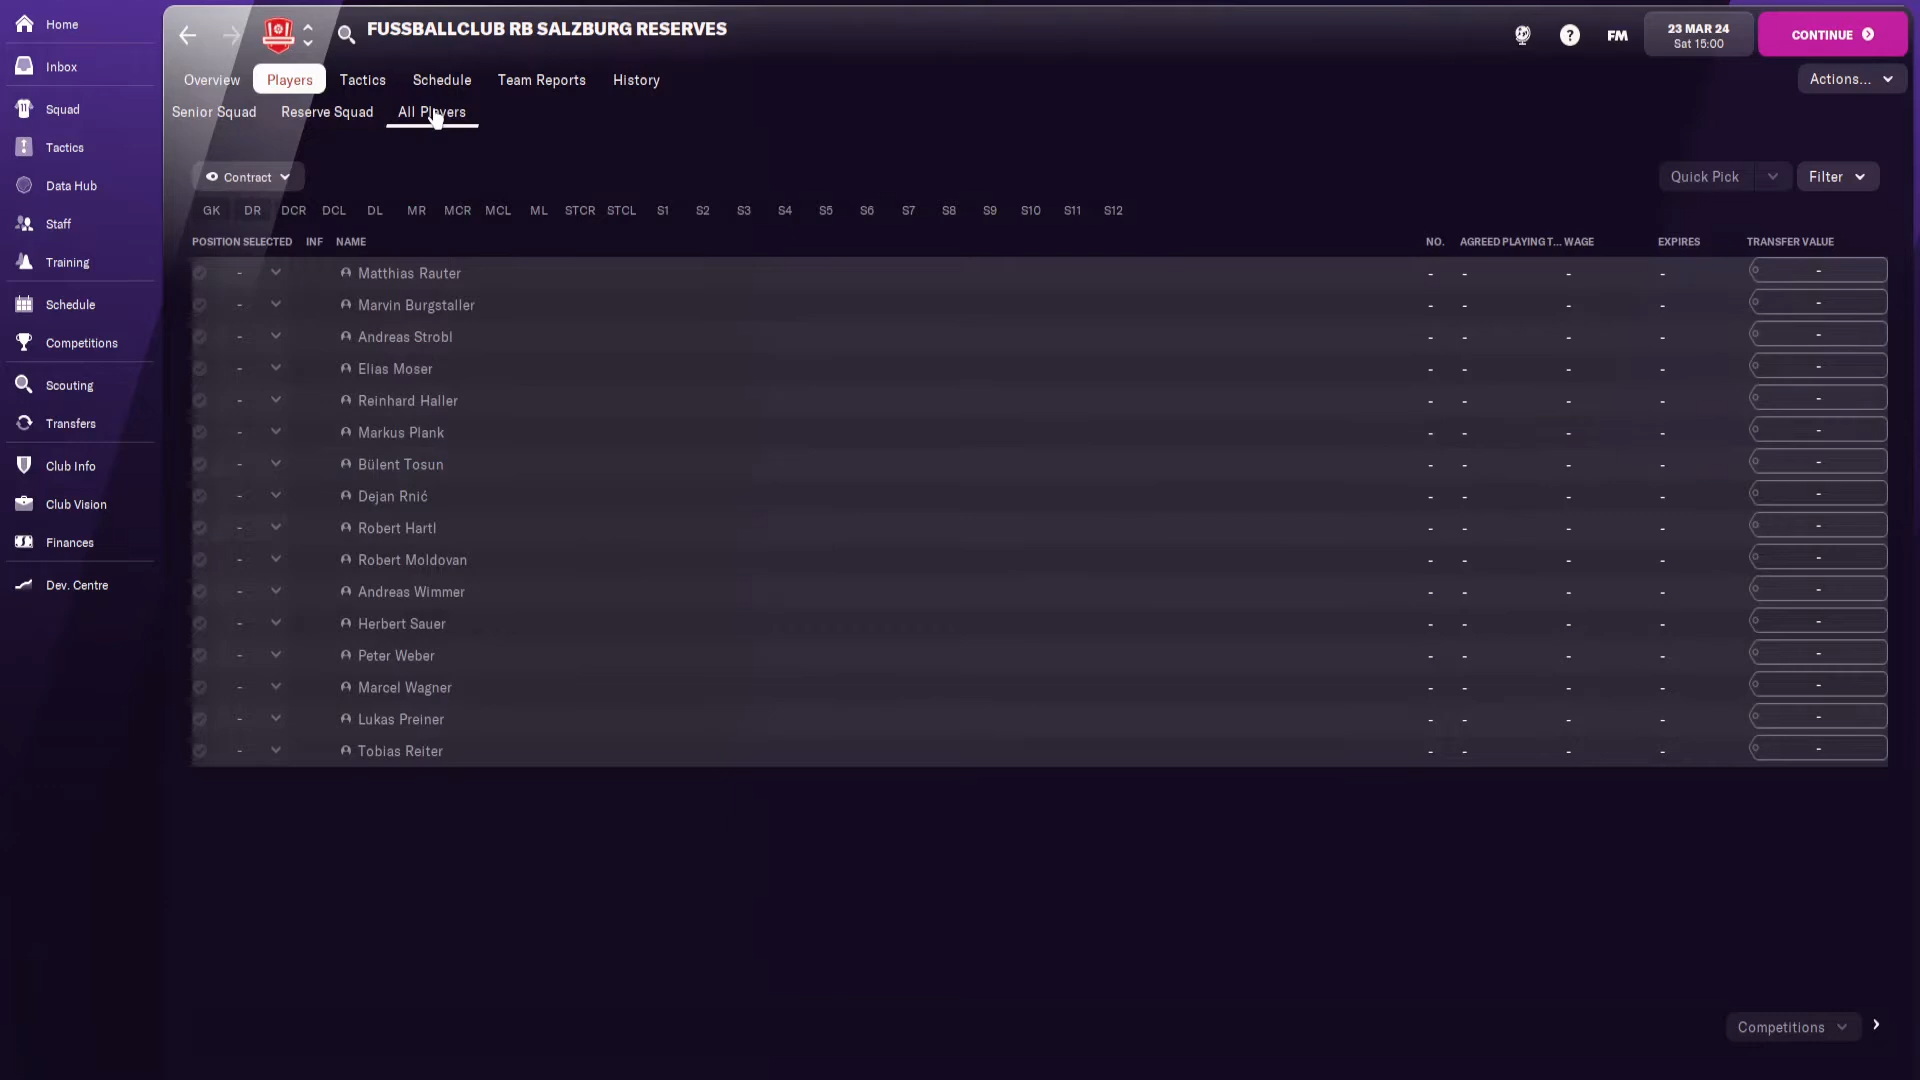 Home
Inbox
Squad
Tactics
Data Hub
Staff
Training
Schedule
Competitions
Scouting
Transfers
Club Info
Club Vision
Finances
Dev. Centre
FUSSBALLCLUB RB SALZBURG RESERVES
? FM 23 MAR 24 CONTINUE
Sat 15:00
Overview Players Tactics Schedule Team Reports History Actions...
Senior Squad Reserve Squad All Players
Contract Quick Pick Filter
GK DR DCR DCL DL MR MCR MCL ML STCR STCL S1 S2 S3 S4 S5 S6 S7 S8 S9 S10 S11 S12
POSITION SELECTED INF NAME NO. AGREED PLAYING T... WAGE EXPIRES TRANSFER VALUE
- Matthias Rauter - - - - -
- Marvin Burgstaller - - - - -
- Andreas Strobl - - - - -
- Elias Moser - - - - -
- Reinhard Haller - - - - -
- Markus Plank - - - - -
- Bülent Tosun - - - - -
- Dejan Rnić - - - - -
- Robert Hartl - - - - -
- Robert Moldovan - - - - -
- Andreas Wimmer - - - - -
- Herbert Sauer - - - - -
- Peter Weber - - - - -
- Marcel Wagner - - - - -
- Lukas Preiner - - - - -
- Tobias Reiter - - - - -
Competitions